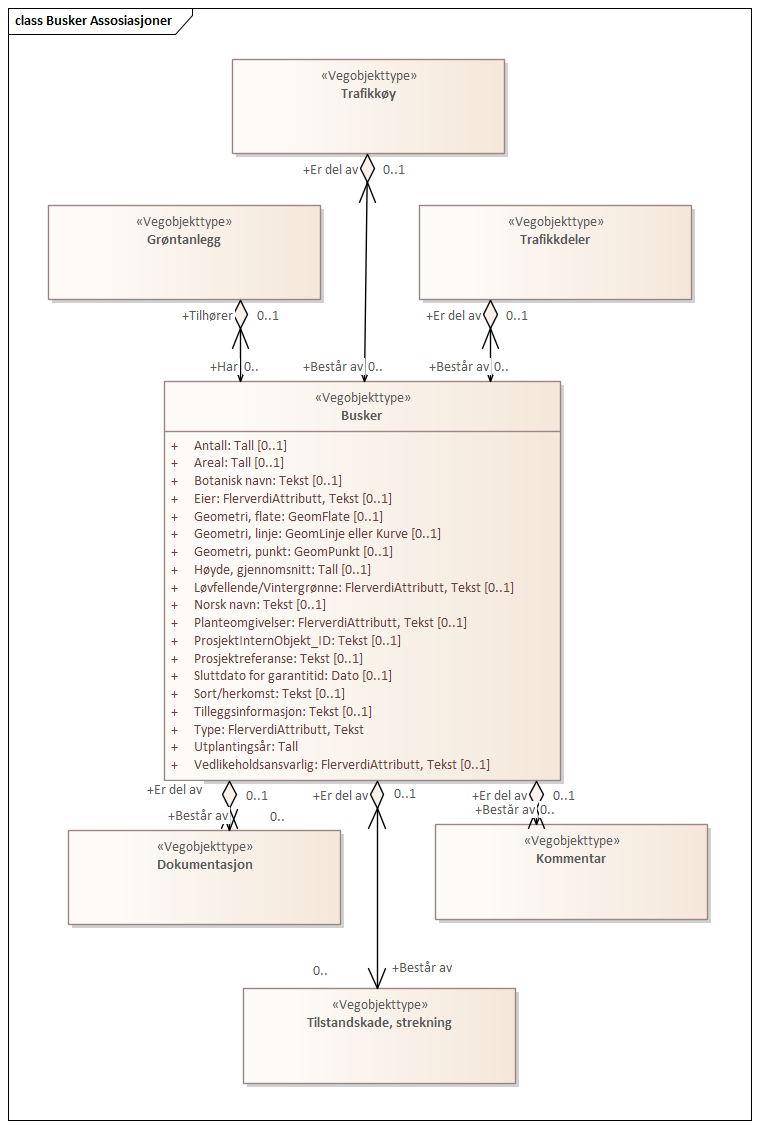 class Busker Assosiasjoner
«Vegobjekttype»
Trafikkøy
+Er del av
0..1
«Vegobjekttype»
Grøntanlegg
«Vegobjekttype»
Trafikkdeler
+Tilhører
0..1
+Er del av
0..1
+Har
0..
+Består av
0..
+Består av
0..
«Vegobjekttype»
Busker
+ Antall: Tall [0..1]
+ Areal: Tall [0..1]
+ Botanisk navn: Tekst [0..1]
+ Eier: FlerverdiAttributt, Tekst [0..1]
+ Geometri, flate: GeomFlate [0..1]
+ Geometri, linje: GeomLinje eller Kurve [0..1]
+ Geometri, punkt: GeomPunkt [0..1]
+ Høyde, gjennomsnitt: Tall [0..1]
+ Løvfellende/Vintergrønne: FlerverdiAttributt, Tekst [0..1]
+ Norsk navn: Tekst [0..1]
+ Planteomgivelser: FlerverdiAttributt, Tekst [0..1]
+ ProsjektInternObjekt_ID: Tekst [0..1]
+ Prosjektreferanse: Tekst [0..1]
+ Sluttdato for garantitid: Dato [0..1]
+ Sort/herkomst: Tekst [0..1]
+ Tilleggsinformasjon: Tekst [0..1]
+ Type: FlerverdiAttributt, Tekst
+ Utplantingsår: Tall
+ Vedlikeholdsansvarlig: FlerverdiAttributt, Tekst [0..1]
+Er del av
0..1
+Er del av
0..1
+Er del av
0..1
+Består av
0..
+Består av
0..
«Vegobjekttype»
Dokumentasjon
«Vegobjekttype»
Kommentar
0..
+Består av
«Vegobjekttype»
Tilstandskade, strekning